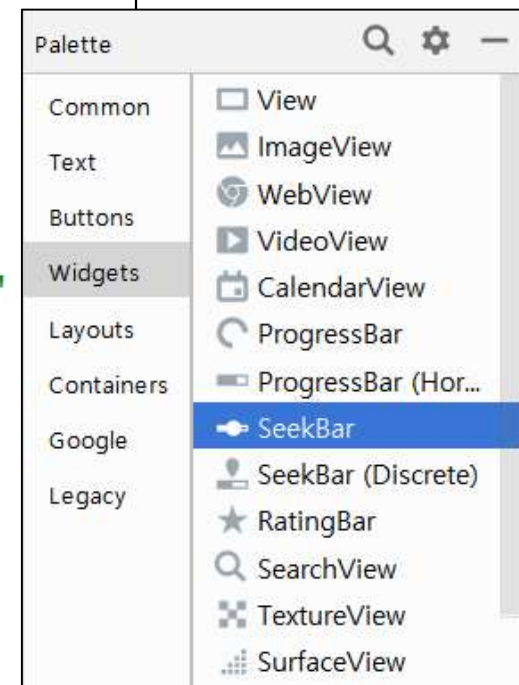 Palette
Common
Text
Buttons
Widgets
Layouts
Containers
Google
Legacy
View
ImageView
WebView
VideoView
CalendarView
ProgressBar
ProgressBar (Hor...
SeekBar
SeekBar (Discrete)
RatingBar
SearchView
TextureView
SurfaceView